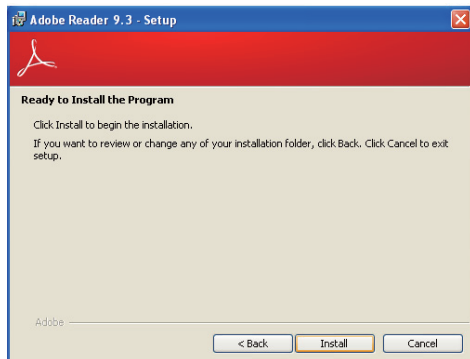 Adobe Reader 9.3 - Setup
Ready to Install the Program
Click Install to begin the installation.
If you want to review or change any of your installation folder, click Back. Click Cancel to exit
setup.
Adobe
< Back Install Cancel